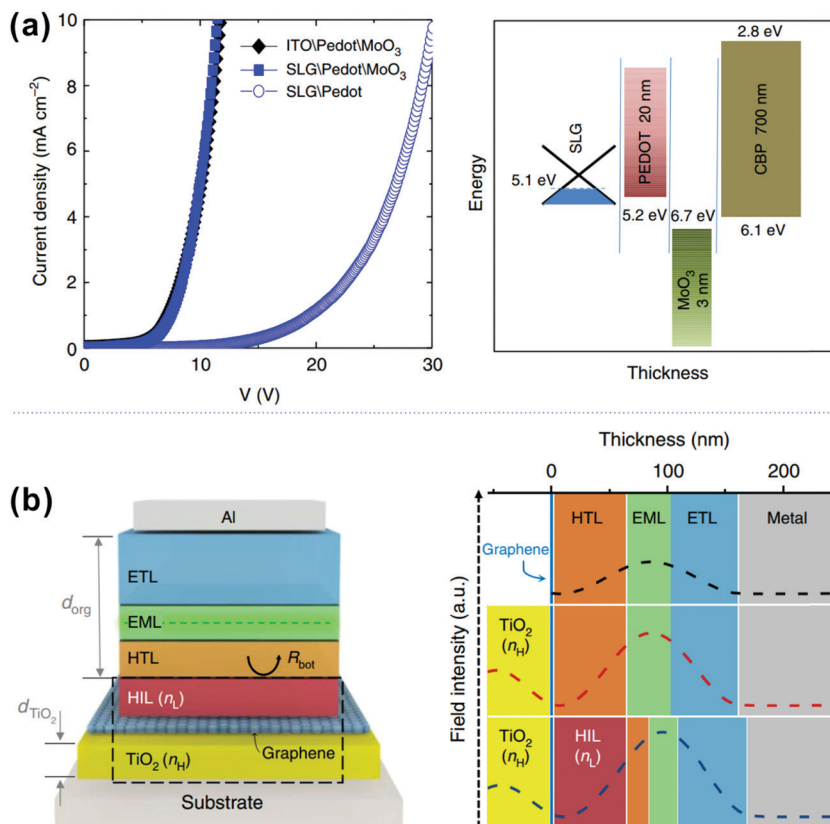 (a)
10
8
6
4
2
0
0
10
20
30
Current density (mA cm⁻²)
V (V)
ITO\Pedot\MoO₃
SLG\Pedot\MoO₃
SLG\Pedot
Energy
Thickness
5.1 eV
SLG
PEDOT 20 nm
5.2 eV
6.7 eV
MoO₃
3 nm
2.8 eV
CBP 700 nm
6.1 eV
(b)
Al
ETL
EML
HTL
R_bot
HIL (n_L)
Graphene
TiO₂ (n_H)
Substrate
d_org
d_TiO₂
Thickness (nm)
0
100
200
Field intensity (a.u.)
HTL
EML
ETL
Metal
Graphene
TiO₂
(n_H)
TiO₂
(n_H)
HIL
(n_L)